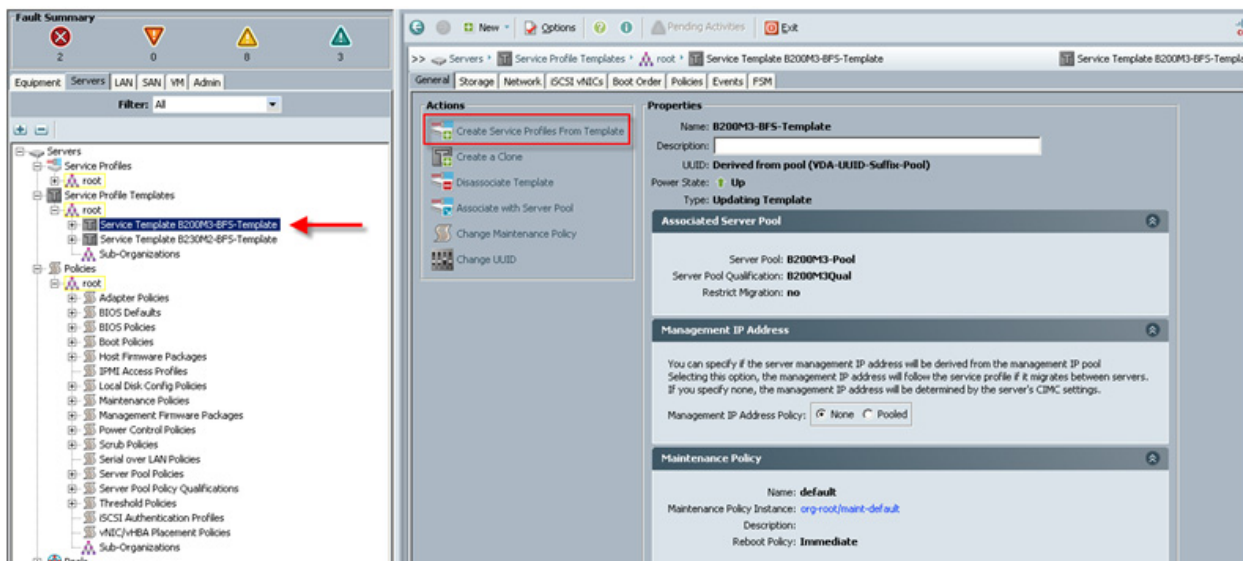 Fault Summary
2 0 8 3
Equipment Servers LAN SAN VM Admin
Filter: All
Servers
Service Profiles
root
Service Profile Templates
root
Service Template B200M3-BFS-Template
Service Template B230M2-BFS-Template
Sub-Organizations
Policies
root
Adapter Policies
BIOS Defaults
BIOS Policies
Boot Policies
Host Firmware Packages
IPMI Access Profiles
Local Disk Config Policies
Maintenance Policies
Management Firmware Packages
Power Control Policies
Scrub Policies
Serial over LAN Policies
Server Pool Policies
Server Pool Policy Qualifications
Threshold Policies
iSCSI Authentication Profiles
vNIC/vHBA Placement Policies
Sub-Organizations
New Options Pending Activities Exit
>> Servers Service Profile Templates root Service Template B200M3-BFS-Template Service Template B200M3-BFS-Templa
General Storage Network iSCSI vNICs Boot Order Policies Events FSM
Actions
Create Service Profiles From Template
Create a Clone
Disassociate Template
Associate with Server Pool
Change Maintenance Policy
Change UUID
Properties
Name: B200M3-BFS-Template
Description:
UUID: Derived from pool (VDA-UUID-Suffix-Pool)
Power State: Up
Type: Updating Template
Associated Server Pool
Server Pool: B200M3-Pool
Server Pool Qualification: B200M3Qual
Restrict Migration: no
Management IP Address
You can specify if the server management IP address will be derived from the management IP pool
Selecting this option, the management IP address will follow the service profile if it migrates between servers.
If you specify none, the management IP address will be determined by the server's CIMC settings.
Management IP Address Policy: None Pooled
Maintenance Policy
Name: default
Maintenance Policy Instance: org-root/maint-default
Description:
Reboot Policy: Immediate